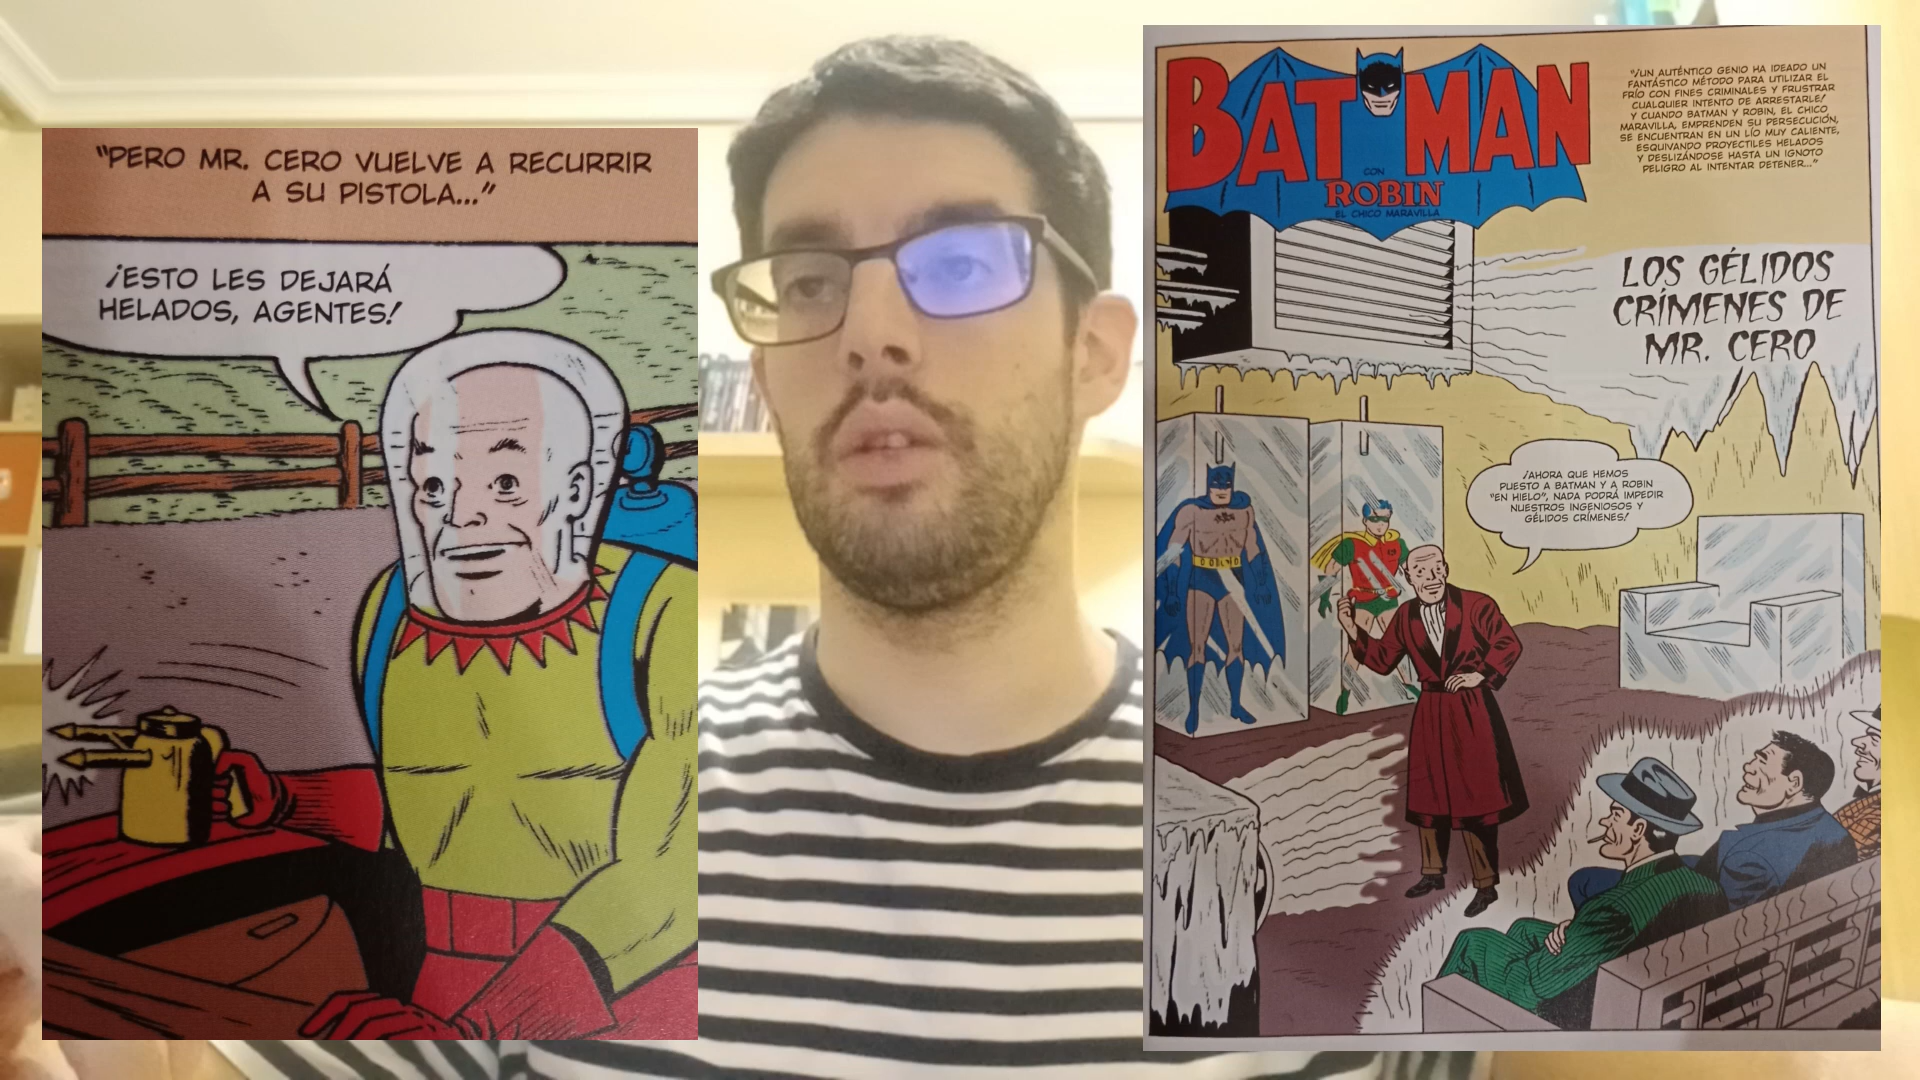 "PERO MR. CERO VUELVE A RECURRIR
A SU PISTOLA..."
¡ESTO LES DEJARÁ
HELADOS, AGENTES!
BATMAN
CON
ROBIN
EL CHICO MARAVILLA
"¡UN AUTÉNTICO GENIO HA IDEADO UN
FANTÁSTICO MÉTODO PARA UTILIZAR EL
FRÍO CON FINES CRIMINALES Y FRUSTRAR
CUALQUIER INTENTO DE ARRESTARLE!
Y CUANDO BATMAN Y ROBIN, EL CHICO
MARAVILLA, EMPRENDEN SU PERSECUCIÓN,
SE ENCUENTRAN EN UN LÍO MUY CALIENTE,
ESQUIVANDO PROYECTILES HELADOS
Y DESLIZÁNDOSE HASTA UN IGNOTO
PELIGRO AL INTENTAR DETENER..."
LOS GÉLIDOS
CRÍMENES DE
MR. CERO
¡AHORA QUE HEMOS
PUESTO A BATMAN Y A ROBIN
"EN HIELO", NADA PODRÁ IMPEDIR
NUESTROS INGENIOSOS Y
GÉLIDOS CRÍMENES!